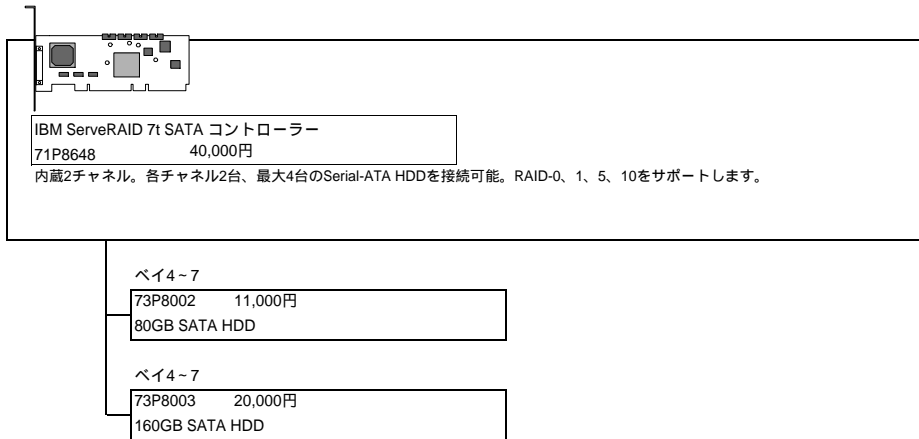 IBM ServeRAID 7t SATA コントローラー
71P8648 40,000円
内蔵2チャネル。各チャネル2台、最大4台のSerial-ATA HDDを接続可能。RAID-0、1、5、10をサポートします。
ベイ4~7
73P8002 11,000円
80GB SATA HDD
ベイ4~7
73P8003 20,000円
160GB SATA HDD